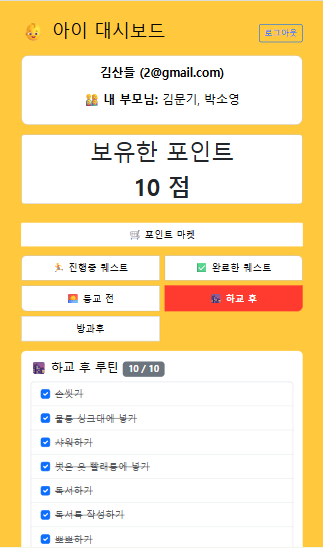 아이 대시보드
로그아웃
김산들 (2@gmail.com)
내 부모님: 김문기, 박소영
보유한 포인트
10 점
포인트 마켓
진행중 퀘스트
완료한 퀘스트
등교 전
하교 후
방과후
하교 후 루틴 10 / 10
손씻기
물통 싱크대에 넣기
샤워하기
벗은 옷 빨래통에 넣기
독서하기
독서록 작성하기
뽀뽀하기